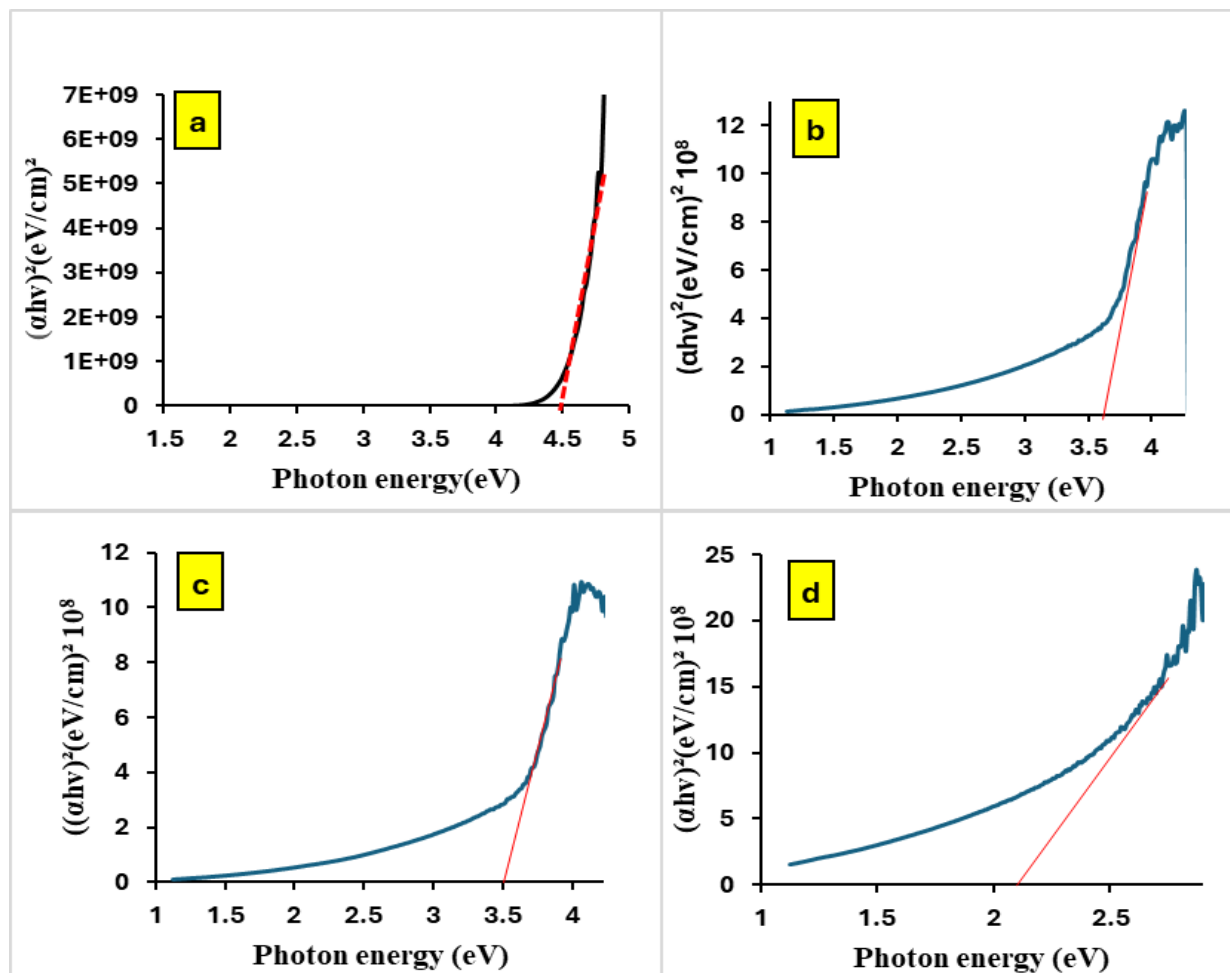 a
7E+09
6E+09
5E+09
4E+09
3E+09
2E+09
1E+09
0
1.5 2 2.5 3 3.5 4 4.5 5
(αhν)²(eV/cm)²
Photon energy(eV)
b
12
10
8
6
4
2
0
1 1.5 2 2.5 3 3.5 4
(αhν)²(eV/cm)² 10⁸
Photon energy (eV)
c
12
10
8
6
4
2
0
1 1.5 2 2.5 3 3.5 4
((αhν)²(eV/cm)² 10⁸
Photon energy (eV)
d
25
20
15
10
5
0
1 1.5 2 2.5
(αhν)²(eV/cm)² 10⁸
Photon energy (eV)